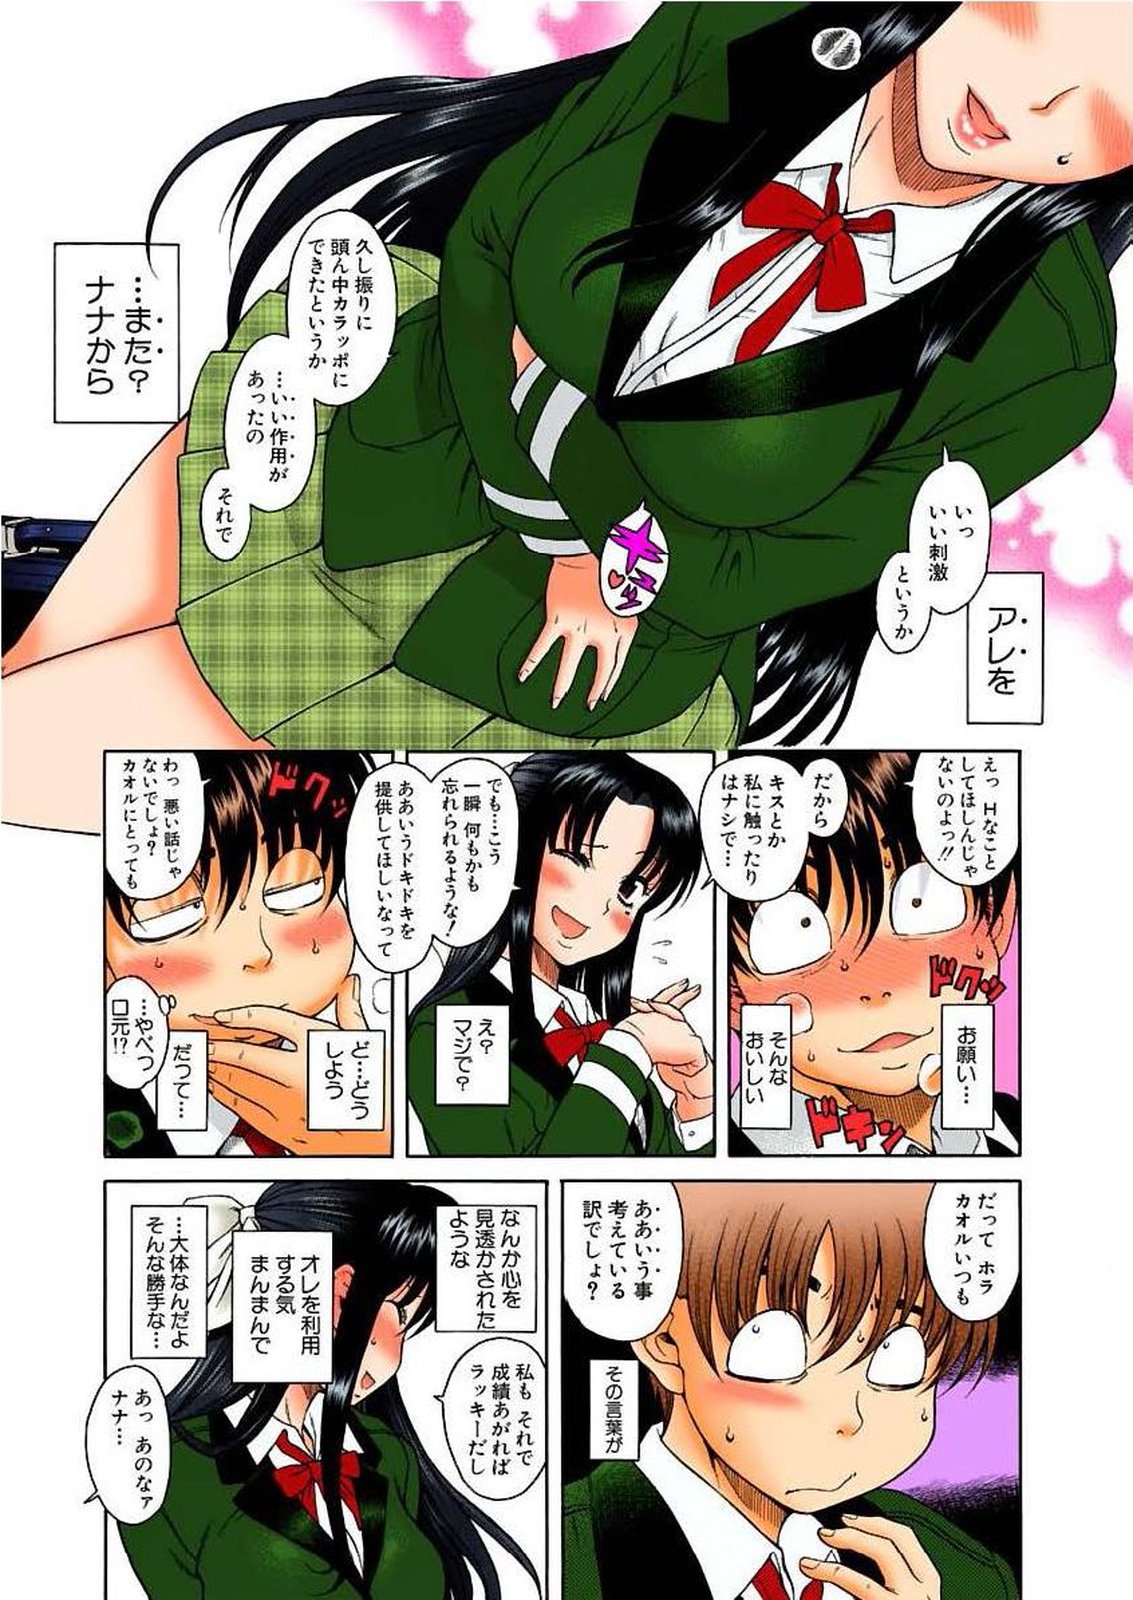 アレを
いっ
いい刺激
というか
キュッ♥
久し振りに
頭ん中カラッポに
できたというか
…いい作用が
あったの
それで
…また?
ナナから
えっ Hなこと
してほしんじゃ
ないのよっ!!
だから
キスとか
私に触ったり
はナシで…
お願い…
そんな
おいしい
ドクッ
ドキン
でも…こう
一瞬 何もかも
忘れられるような!
ああいうドキドキを
提供してほしいなって
え?
マジで?
わっ 悪い話じゃ
ないでしょ?
カオルにとっても
ドクッ
ど…どう
しよう
だって…
…やべっ
口元!?
だって ホラ
カオルいつも
ああいう事
考えている
訳でしょ?
その言葉が
なんか心を
見透かされた
ような
オレを利用
する気
まんまんで
私も それで
成績あがれば
ラッキーだし
…大体なんだよ
そんな勝手な…
あっ あのなァ
ナナ…